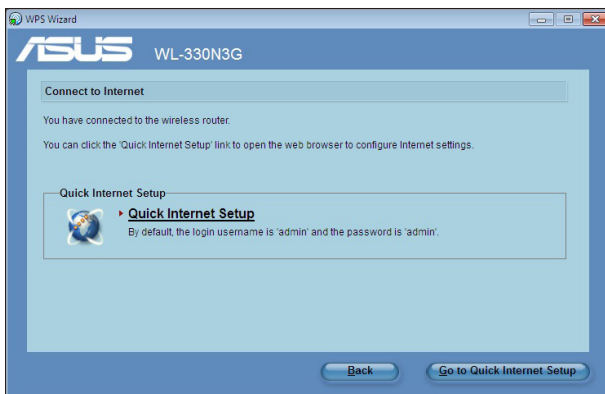 WPS Wizard
ASUS WL-330N3G
Connect to Internet
You have connected to the wireless router.
You can click the 'Quick Internet Setup' link to open the web browser to configure Internet settings.
Quick Internet Setup
Quick Internet Setup
By default, the login username is 'admin' and the password is 'admin'.
Back Go to Quick Internet Setup